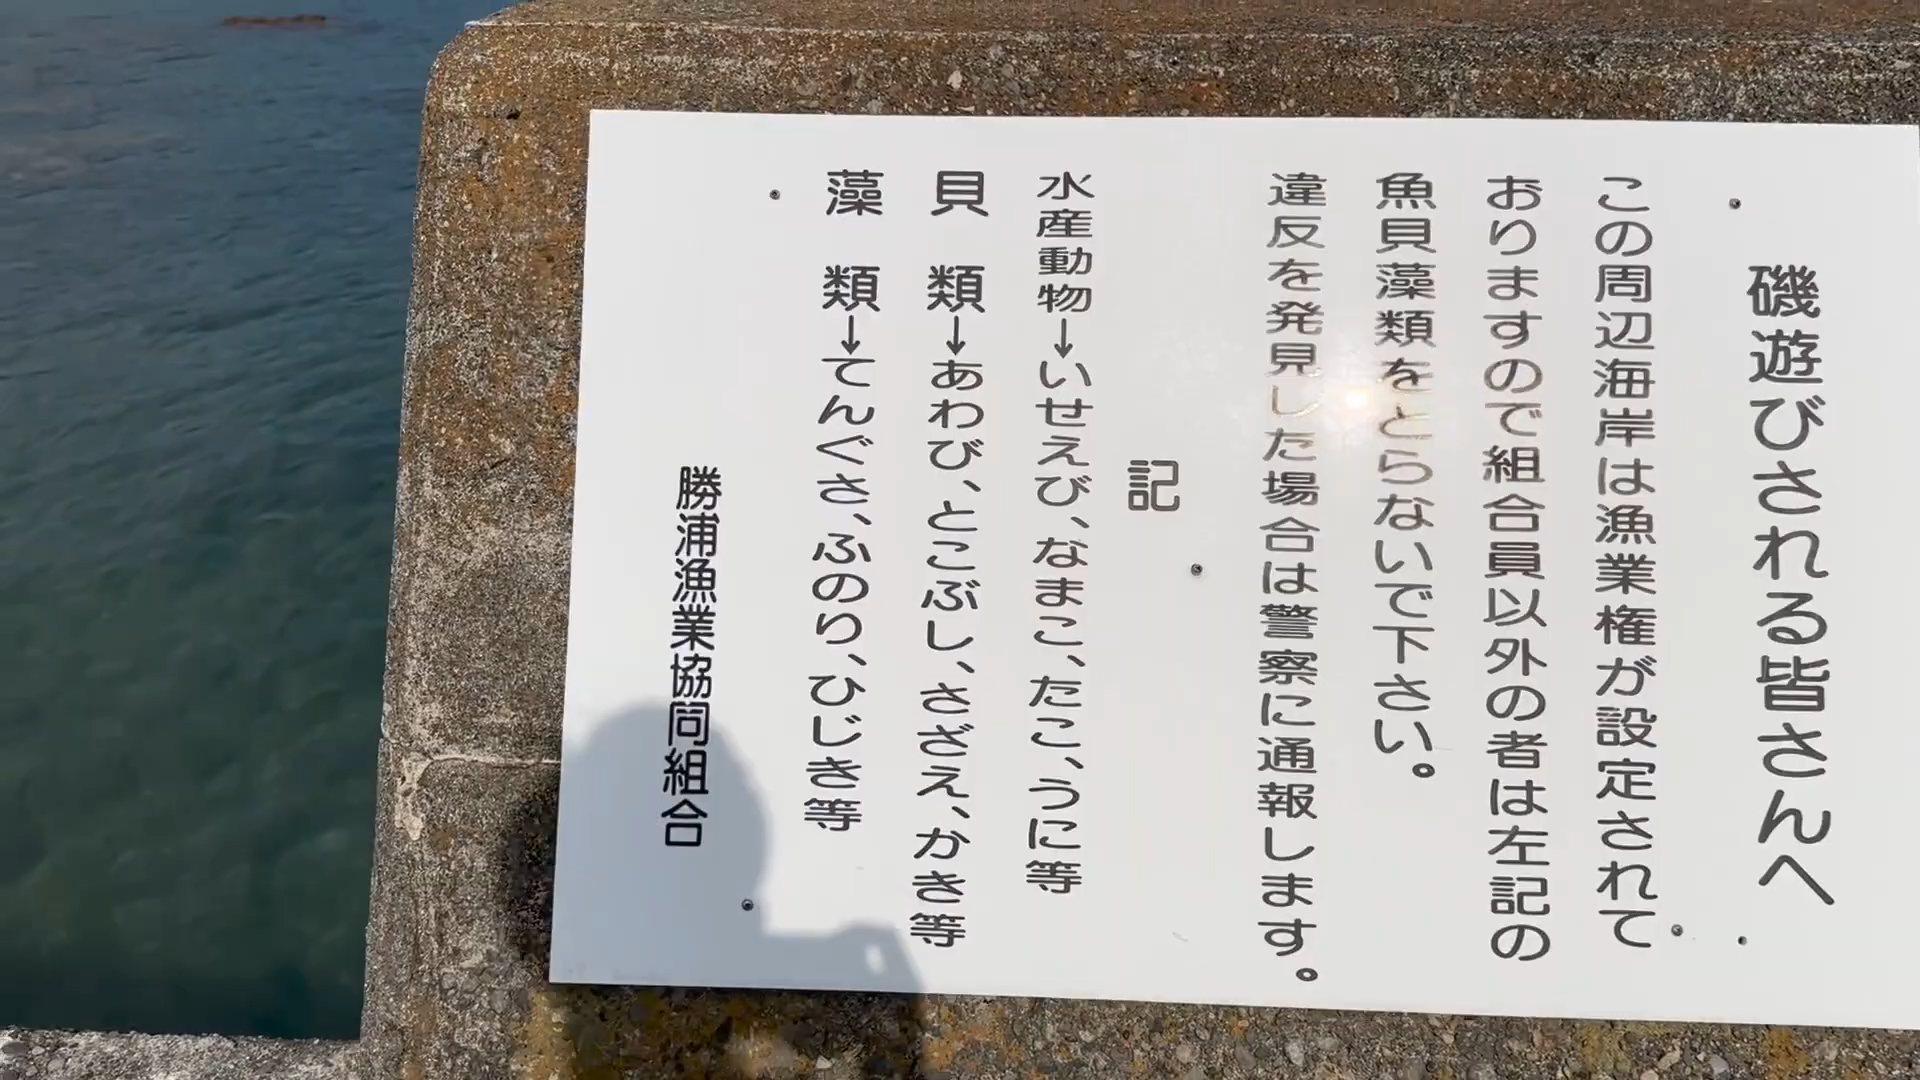 磯遊びされる皆さんへ
この周辺海岸は漁業権が設定されて
おりますので組合員以外の者は左記の
魚貝藻類をとらないで下さい。
違反を発見した場合は警察に通報します。
記
水産動物→いせえび、なまこ、たこ、うに等
貝類→あわび、とこぶし、さざえ、かき等
藻類→てんぐさ、ふのり、ひじき等
勝浦漁業協同組合